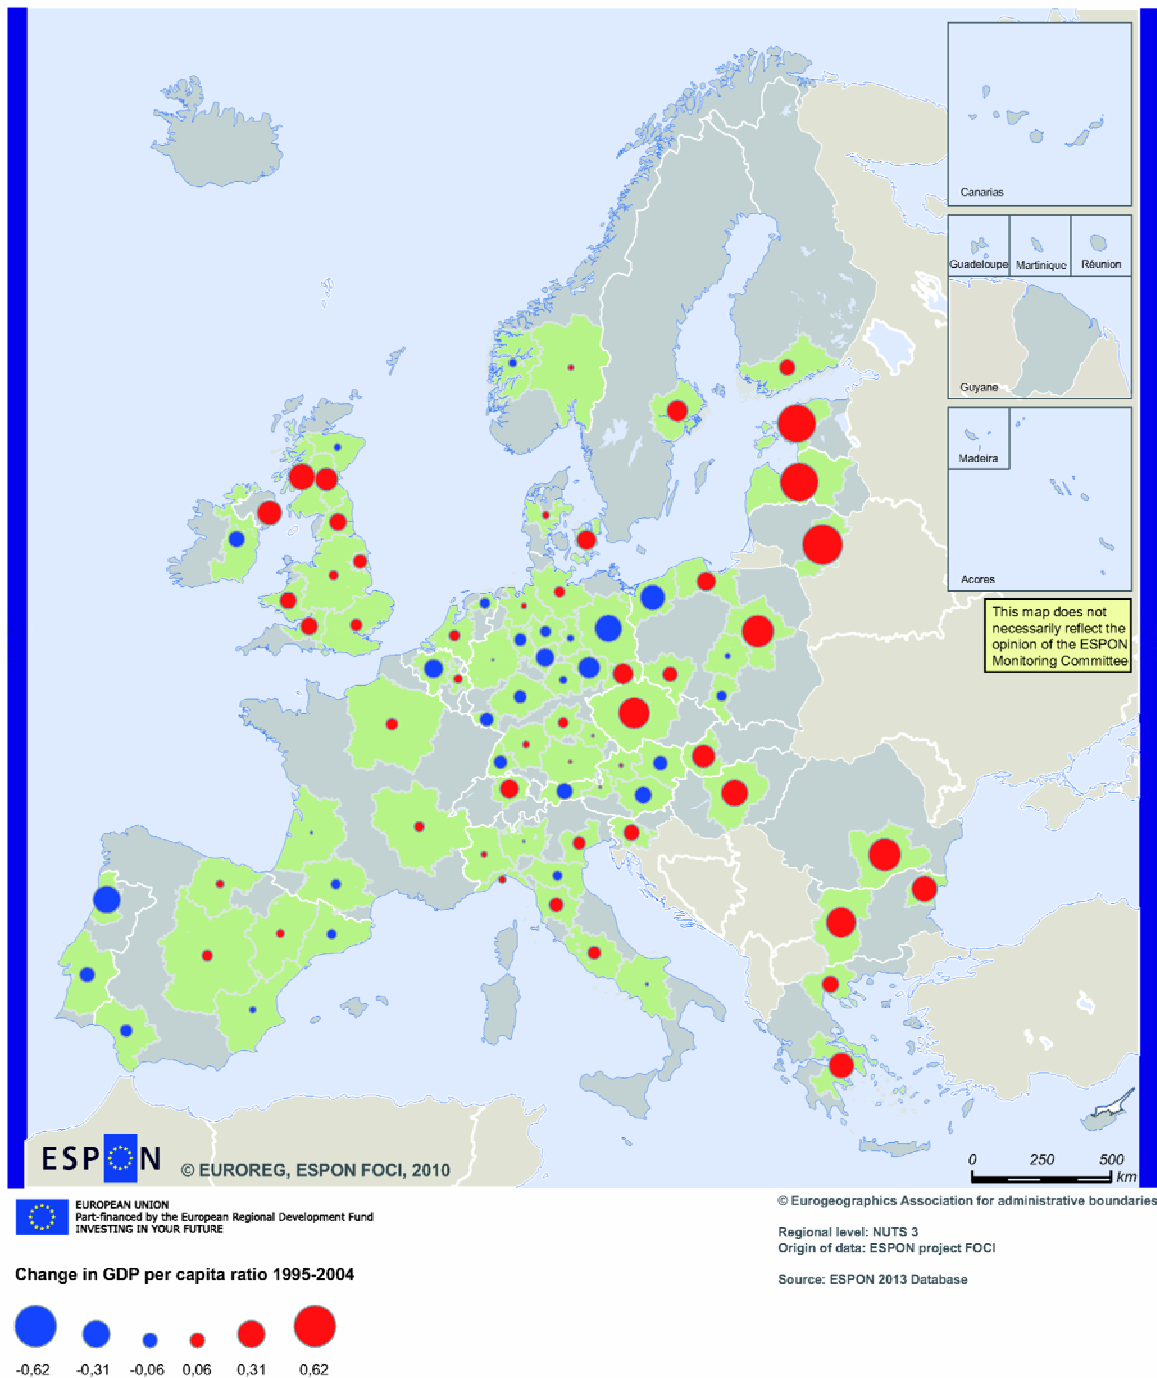 Canarias
Guadeloupe
Martinique
Réunion
Guyane
Madeira
Acores
This map does not
necessarily reflect the
opinion of the ESPON
Monitoring Committee
ESPON
© EUROREG, ESPON FOCI, 2010
0 250 500
km
EUROPEAN UNION
Part-financed by the European Regional Development Fund
INVESTING IN YOUR FUTURE
© Eurogeographics Association for administrative boundaries
Regional level: NUTS 3
Origin of data: ESPON project FOCI
Source: ESPON 2013 Database
Change in GDP per capita ratio 1995-2004
-0,62 -0,31 -0,06 0,06 0,31 0,62